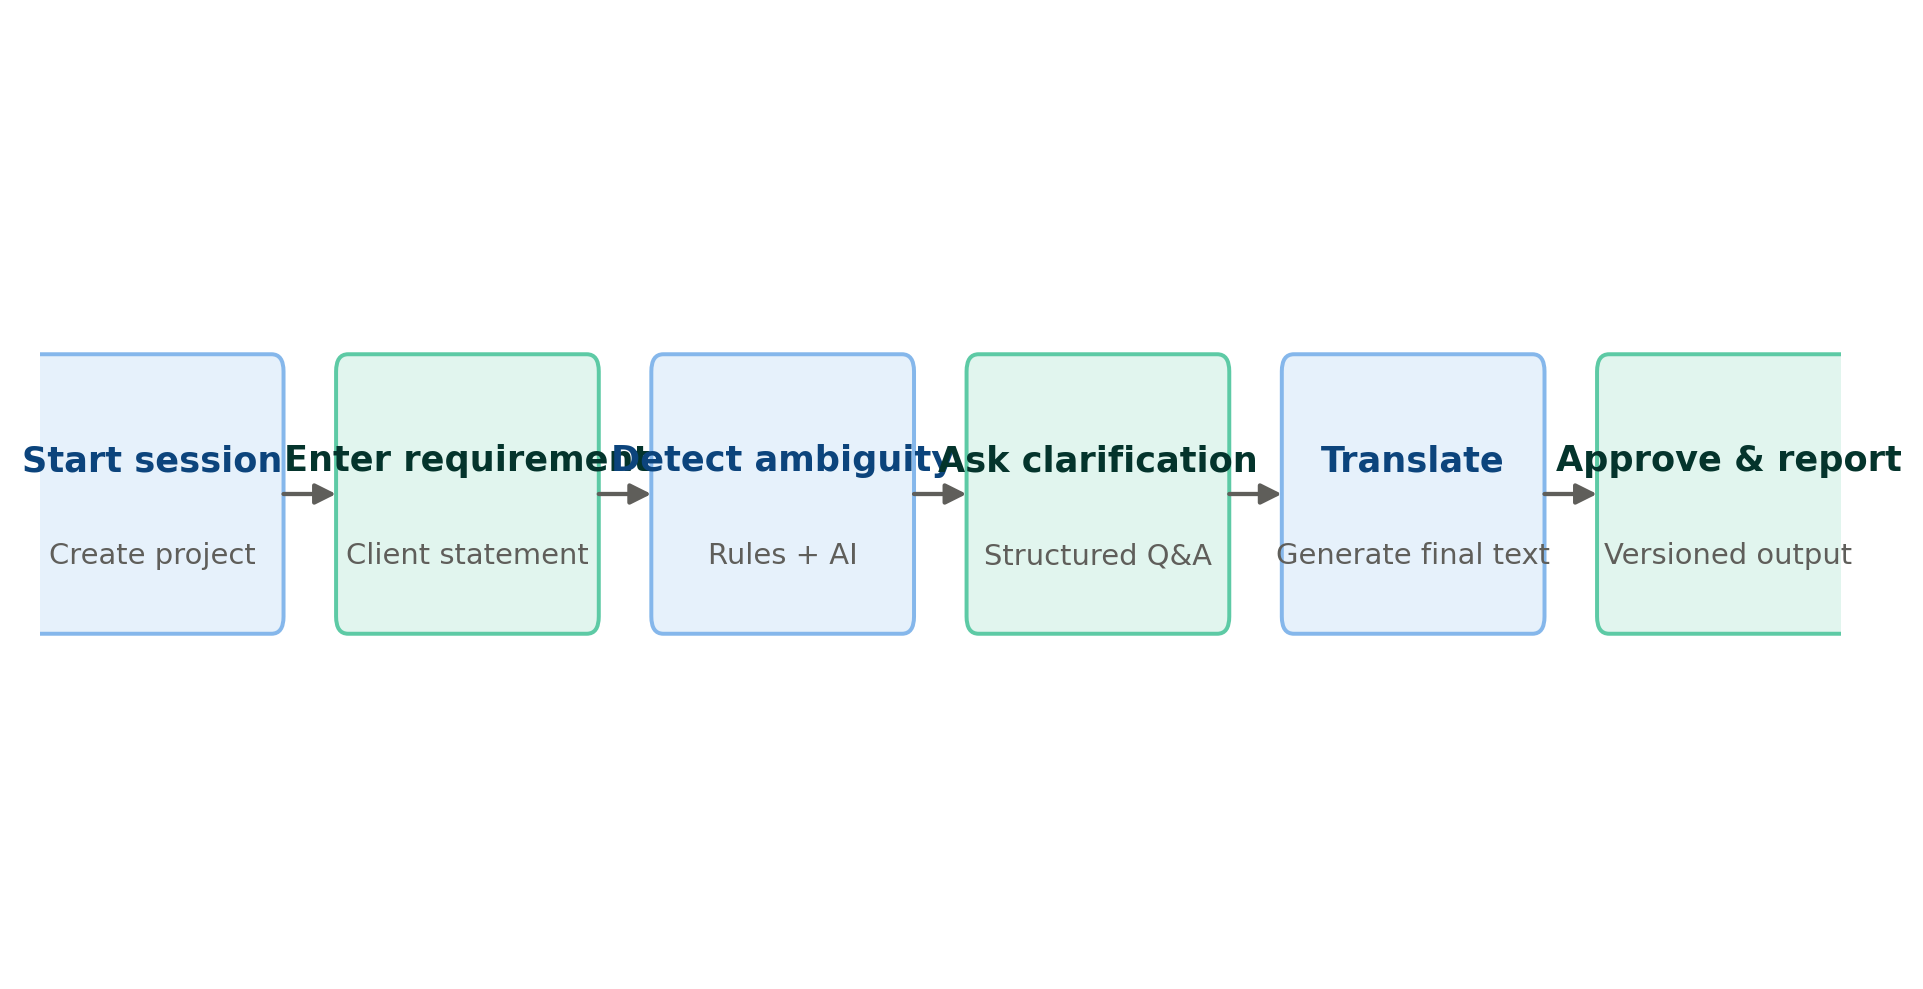 Start session
Create project
Enter requirement
Client statement
Detect ambiguity
Rules + AI
Ask clarification
Structured Q&A
Translate
Generate final text
Approve & report
Versioned output